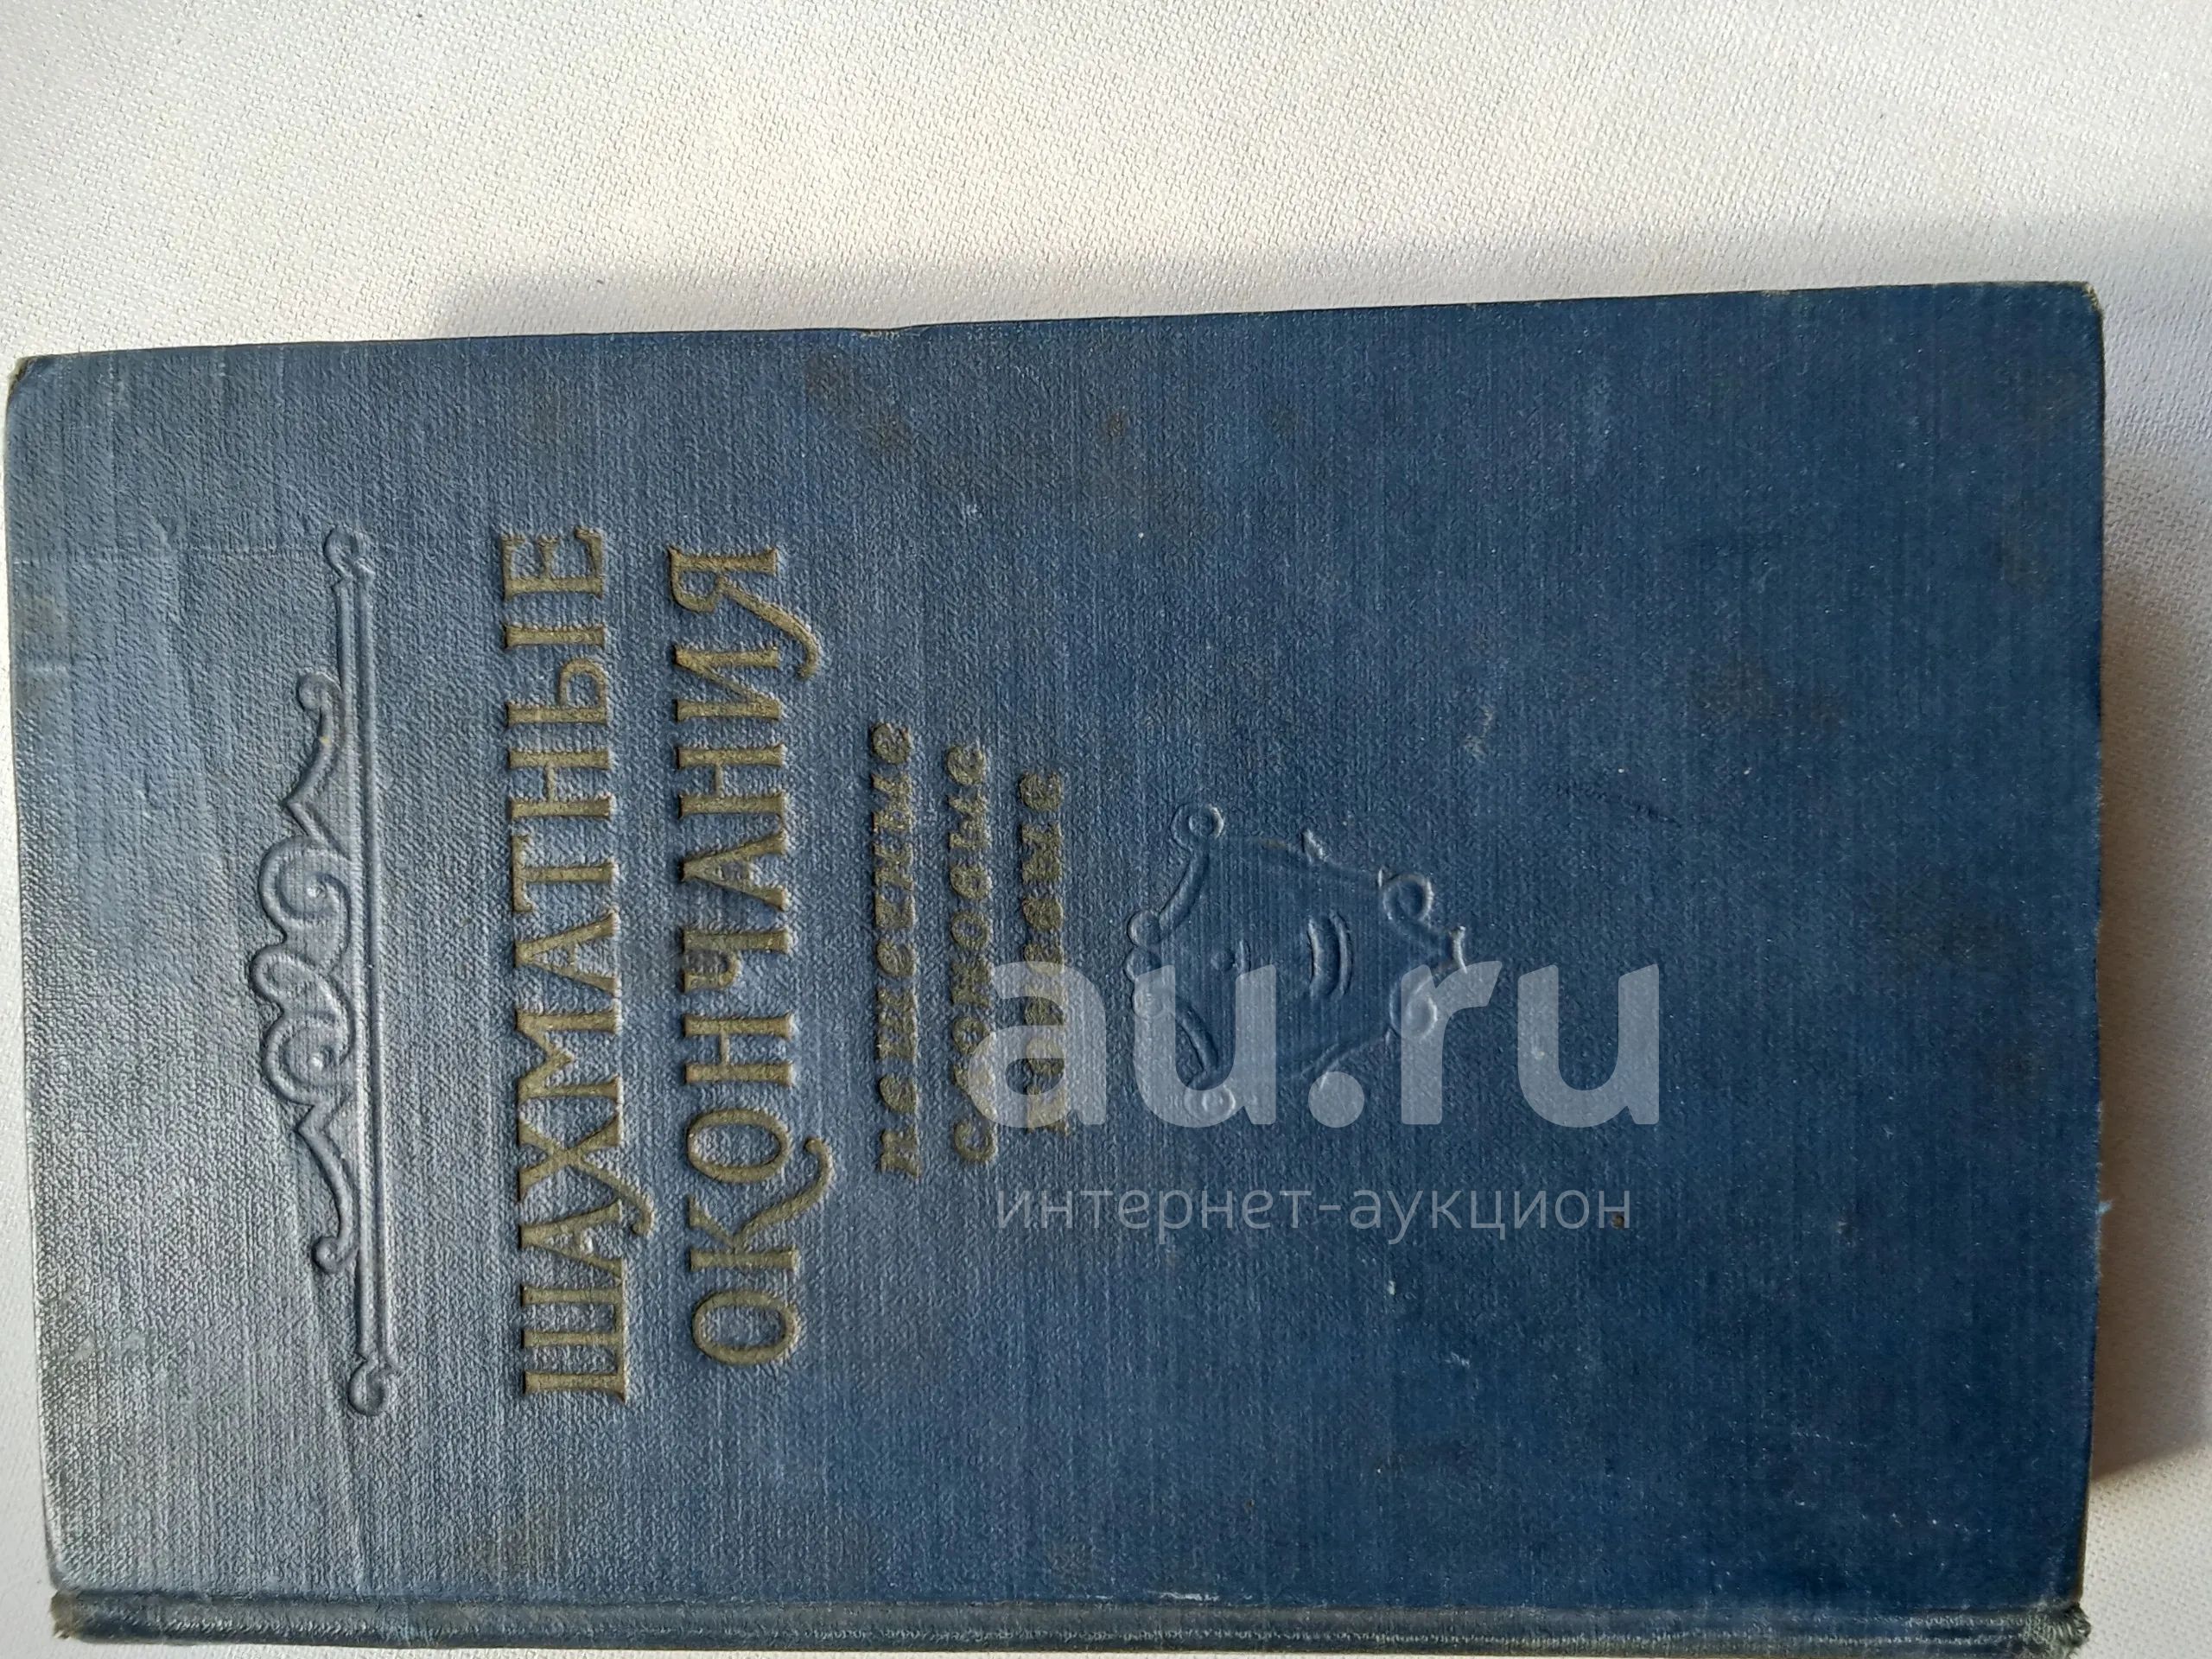 ШАХМАТНЫЕ
ОКОНЧАНИЯ
пешечные
слоновые
коневые
au.ru
интернет-аукцион